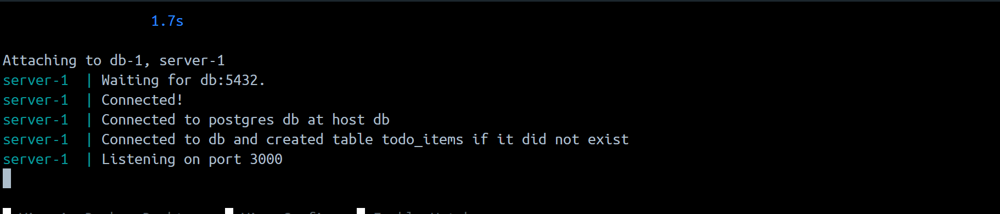 1.7s
Attaching to db-1, server-1
server-1  | Waiting for db:5432.
server-1  | Connected!
server-1  | Connected to postgres db at host db
server-1  | Connected to db and created table todo_items if it did not exist
server-1  | Listening on port 3000